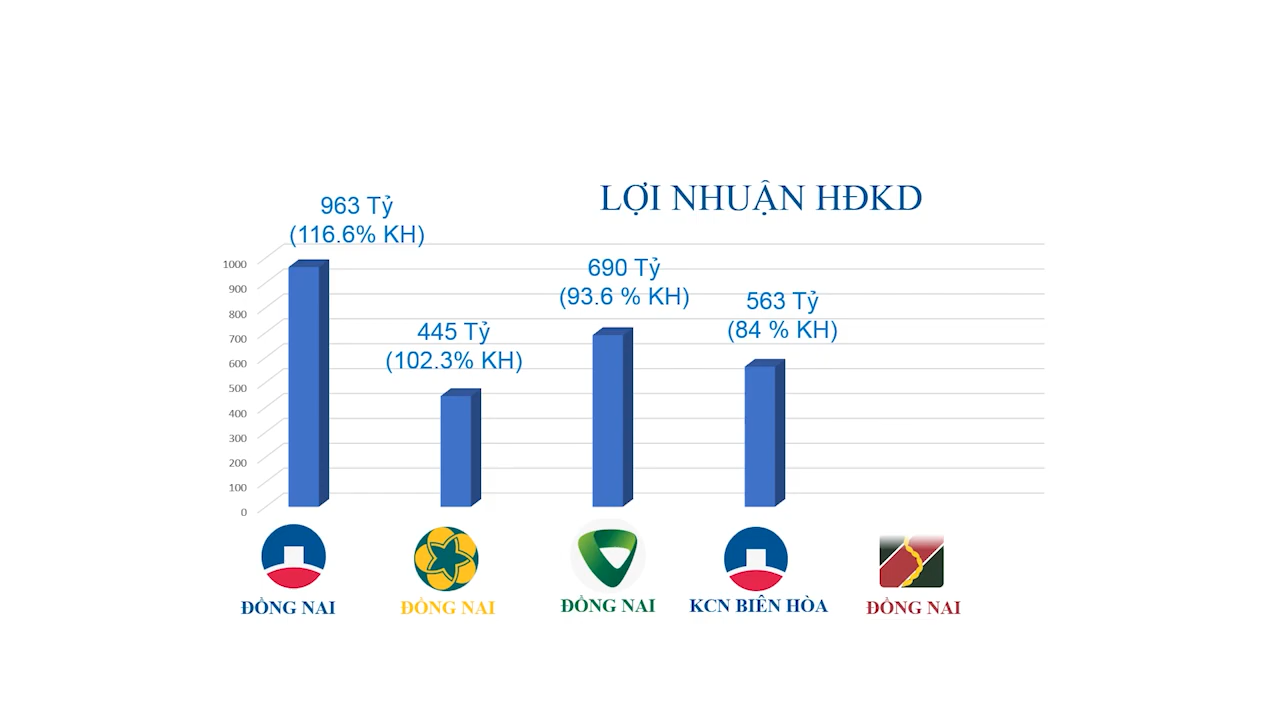 LỢI NHUẬN HĐKD
963 Tỷ
(116.6% KH)
445 Tỷ
(102.3% KH)
690 Tỷ
(93.6 % KH)
563 Tỷ
(84 % KH)
1000
900
800
700
600
500
400
300
200
100
0
ĐỒNG NAI
ĐỒNG NAI
ĐỒNG NAI
KCN BIÊN HÒA
ĐỒNG NAI